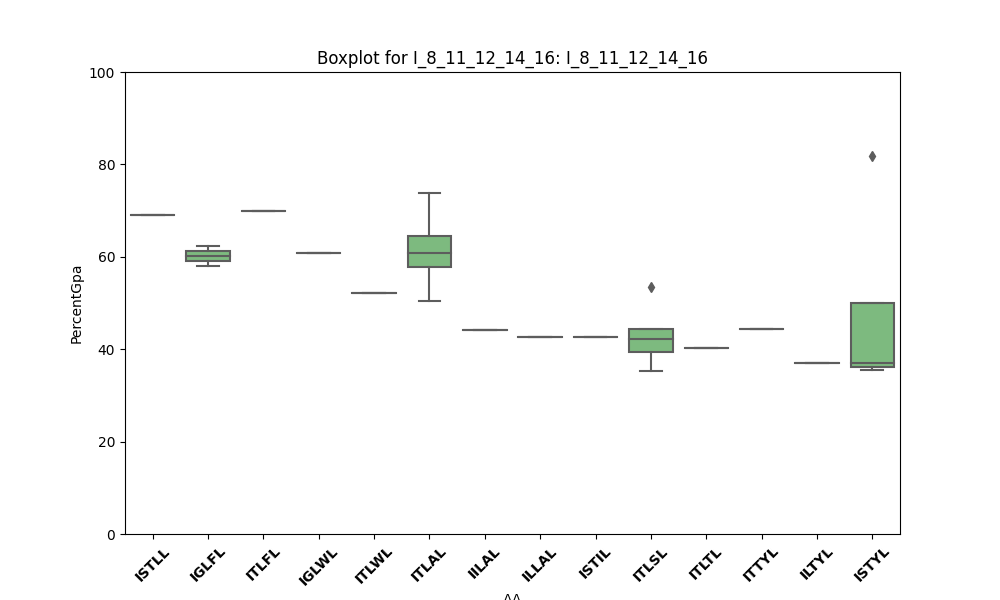 Boxplot for I_8_11_12_14_16: I_8_11_12_14_16
100
80
60
40
20
0
PercentGpa
ISTLL
IGLFL
ITLFL
IGLWL
ITLWL
ITLAL
IILAL
ILLAL
ISTIL
ITLSL
ITLTL
ITTYL
ILTYL
ISTYL
AA